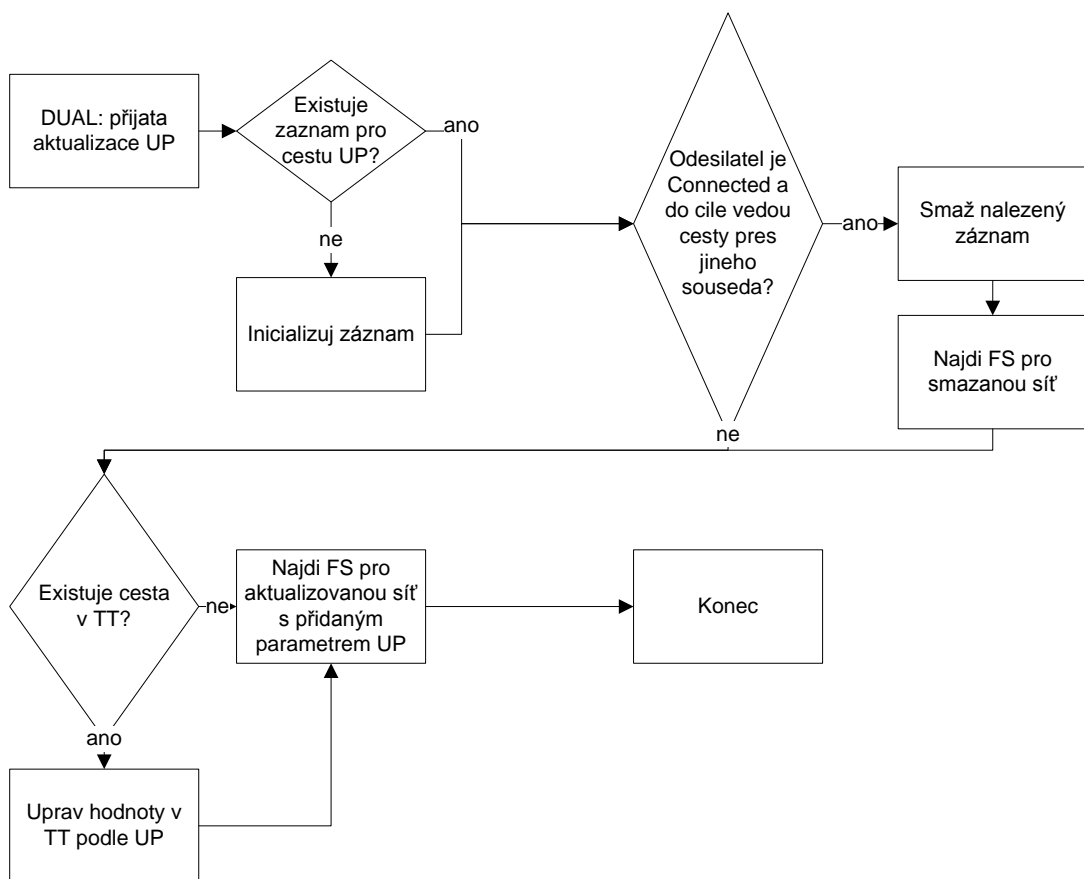 DUAL: přijata
aktualizace UP
Existuje
zaznam pro
cestu UP?
ano
ne
Inicializuj záznam
Odesilatel je
Connected a
do cile vedou
cesty pres
jineho
souseda?
ano
Smaž nalezený
záznam
Najdi FS pro
smazanou síť
ne
Existuje cesta
v TT?
ne
Najdi FS pro
aktualizovanou síť
s přidaným
parametrem UP
Konec
ano
Uprav hodnoty v
TT podle UP